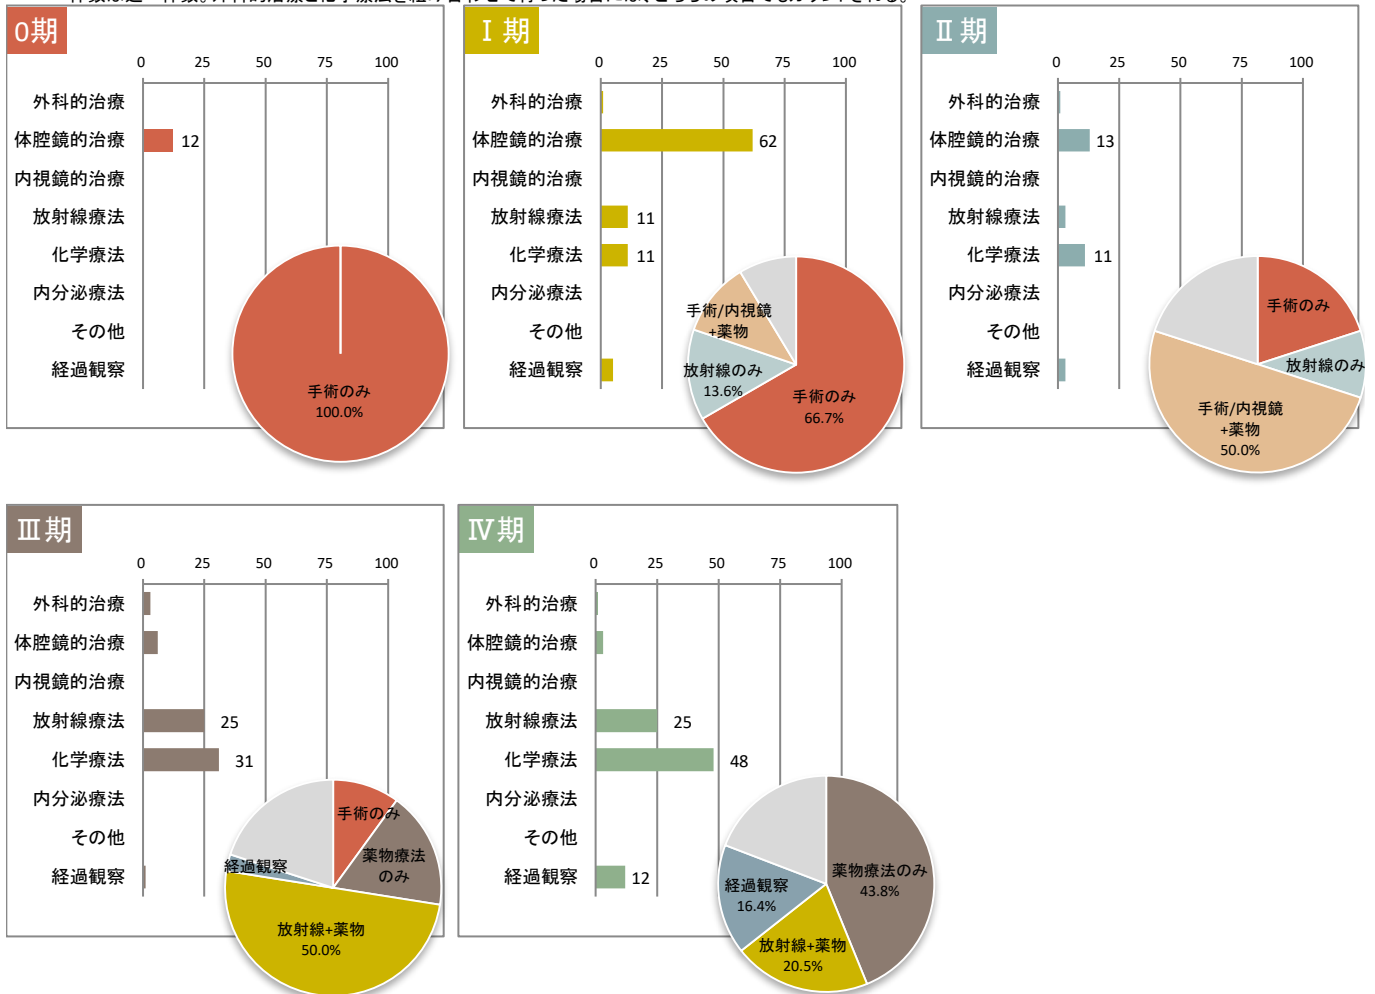 0期
0 25 50 75 100
外科的治療
体腔鏡的治療 12
内視鏡的治療
放射線療法
化学療法
内分泌療法
その他
経過観察
手術のみ
100.0%
Ⅰ期
0 25 50 75 100
外科的治療
体腔鏡的治療 62
内視鏡的治療
放射線療法 11
化学療法 11
内分泌療法
その他
経過観察
手術/内視鏡
+薬物
放射線のみ
13.6%
手術のみ
66.7%
Ⅱ期
0 25 50 75 100
外科的治療
体腔鏡的治療 13
内視鏡的治療
放射線療法
化学療法 11
内分泌療法
その他
経過観察
手術のみ
放射線のみ
手術/内視鏡
+薬物
50.0%
Ⅲ期
0 25 50 75 100
外科的治療
体腔鏡的治療
内視鏡的治療
放射線療法 25
化学療法 31
内分泌療法
その他
経過観察
手術のみ
薬物療法
のみ
経過観察
放射線+薬物
50.0%
Ⅳ期
0 25 50 75 100
外科的治療
体腔鏡的治療
内視鏡的治療
放射線療法 25
化学療法 48
内分泌療法
その他
経過観察 12
薬物療法のみ
43.8%
経過観察
16.4%
放射線+薬物
20.5%